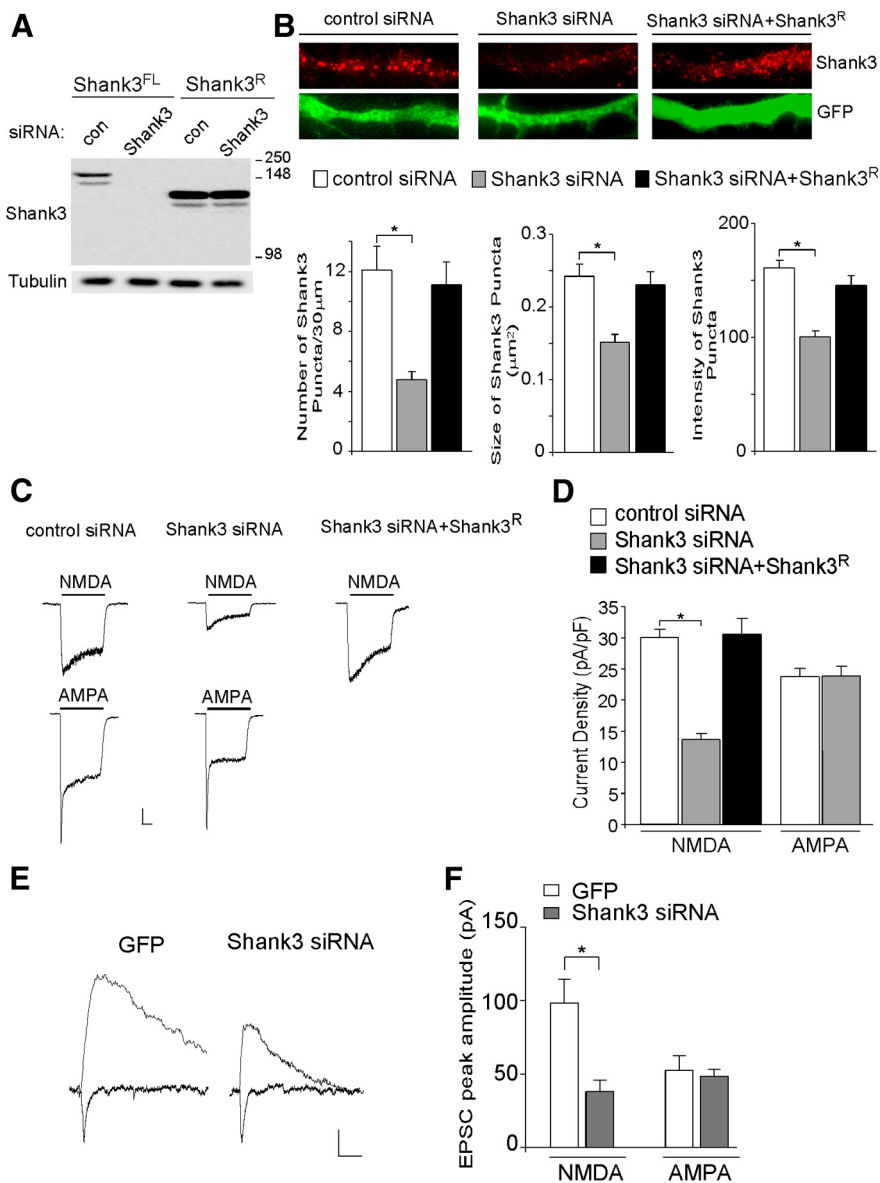 A
Shank3FL Shank3R
siRNA: con Shank3 con Shank3
250
148
Shank3
98
Tubulin
B
control siRNA Shank3 siRNA Shank3 siRNA+Shank3R
Shank3
GFP
control siRNA Shank3 siRNA Shank3 siRNA+Shank3R
Number of Shank3
Puncta/30μm
12
8
4
0
*
Size of Shank3 Puncta
(μm2)
0.3
0.2
0.1
0
*
Intensity of Shank3
Puncta
200
100
0
*
C
control siRNA Shank3 siRNA Shank3 siRNA+Shank3R
NMDA NMDA NMDA
AMPA AMPA
D
control siRNA
Shank3 siRNA
Shank3 siRNA+Shank3R
Current Density (pA/pF)
35
30
25
20
15
10
5
0
*
NMDA AMPA
E
GFP Shank3 siRNA
F
GFP
Shank3 siRNA
EPSC peak amplitude (pA)
150
100
50
0
*
NMDA AMPA